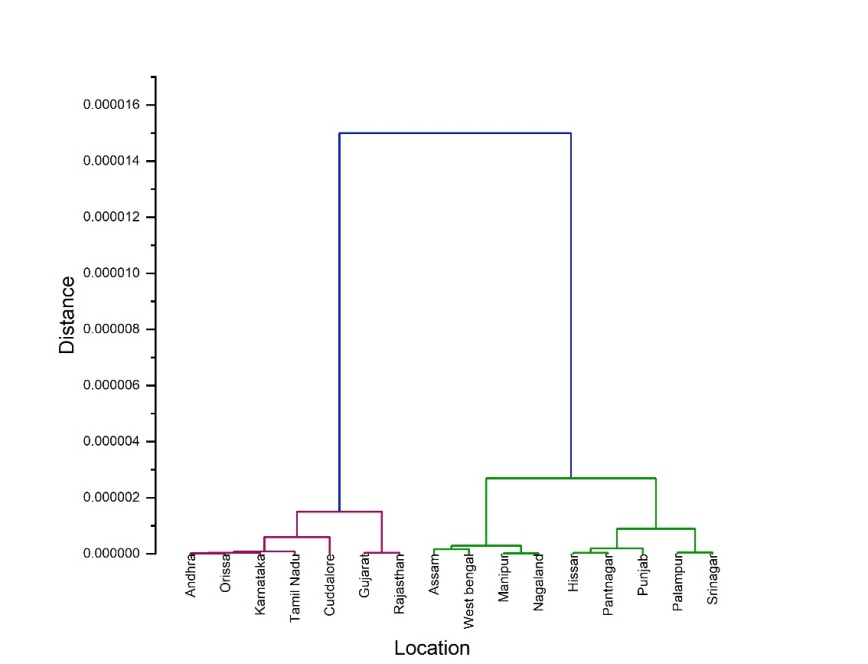 0.000016
0.000014
0.000012
0.000010
0.000008
0.000006
0.000004
0.000002
0.000000
Distance
Andhra
Orissa
Karnataka
Tamil Nadu
Cuddalore
Gujarat
Rajasthan
Assam
West bengal
Manipur
Nagaland
Hissar
Pantnagar
Punjab
Palampur
Srinagar
Location